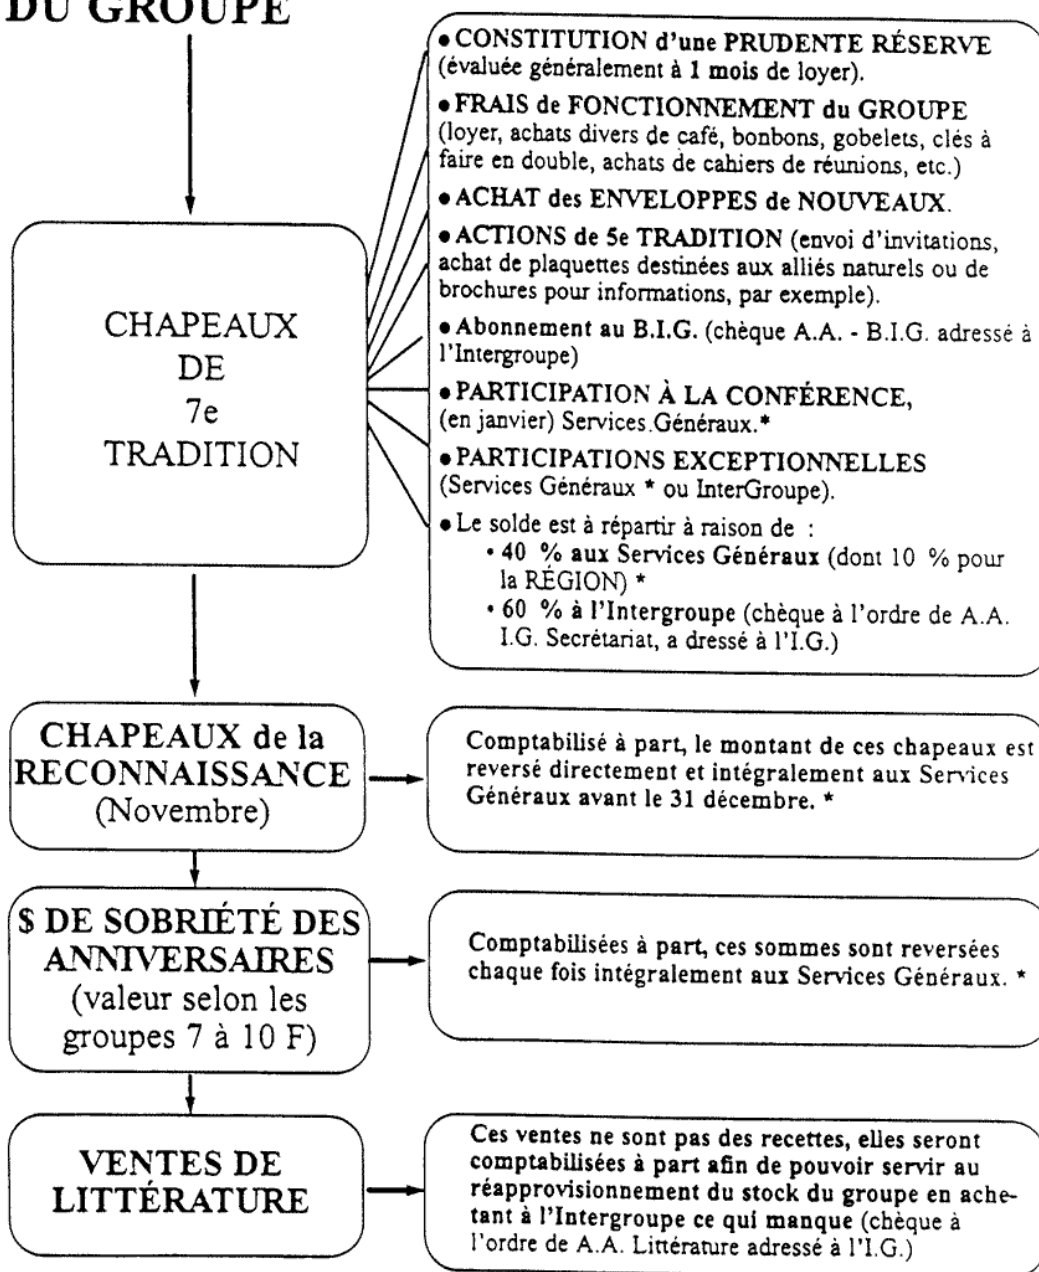 DU GROUPE
CHAPEAUX
DE
7e
TRADITION
• CONSTITUTION d'une PRUDENTE RÉSERVE
(évaluée généralement à 1 mois de loyer).
• FRAIS de FONCTIONNEMENT du GROUPE
(loyer, achats divers de café, bonbons, gobelets, clés à
faire en double, achats de cahiers de réunions, etc.)
• ACHAT des ENVELOPPES de NOUVEAUX.
• ACTIONS de 5e TRADITION (envoi d'invitations,
achat de plaquettes destinées aux alliés naturels ou de
brochures pour informations, par exemple).
• Abonnement au B.I.G. (chèque A.A. - B.I.G. adressé à
l'Intergroupe)
• PARTICIPATION À LA CONFÉRENCE,
(en janvier) Services.Généraux.*
• PARTICIPATIONS EXCEPTIONNELLES
(Services Généraux * ou InterGroupe).
• Le solde est à répartir à raison de :
• 40 % aux Services Généraux (dont 10 % pour
la RÉGION) *
• 60 % à l'Intergroupe (chèque à l'ordre de A.A.
I.G. Secrétariat, a dressé à l'I.G.)
CHAPEAUX de la
RECONNAISSANCE
(Novembre)
Comptabilisé à part, le montant de ces chapeaux est
reversé directement et intégralement aux Services
Généraux avant le 31 décembre. *
$ DE SOBRIÉTÉ DES
ANNIVERSAIRES
(valeur selon les
groupes 7 à 10 F)
Comptabilisées à part, ces sommes sont reversées
chaque fois intégralement aux Services Généraux. *
VENTES DE
LITTÉRATURE
Ces ventes ne sont pas des recettes, elles seront
comptabilisées à part afin de pouvoir servir au
réapprovisionnement du stock du groupe en ache-
tant à l'Intergroupe ce qui manque (chèque à
l'ordre de A.A. Littérature adressé à l'I.G.)